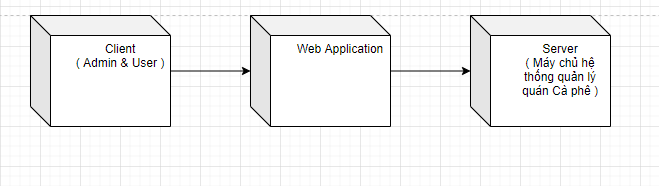 Client
( Admin & User )
Web Application
Server
( Máy chủ hệ
thống quản lý
quán Cà phê )